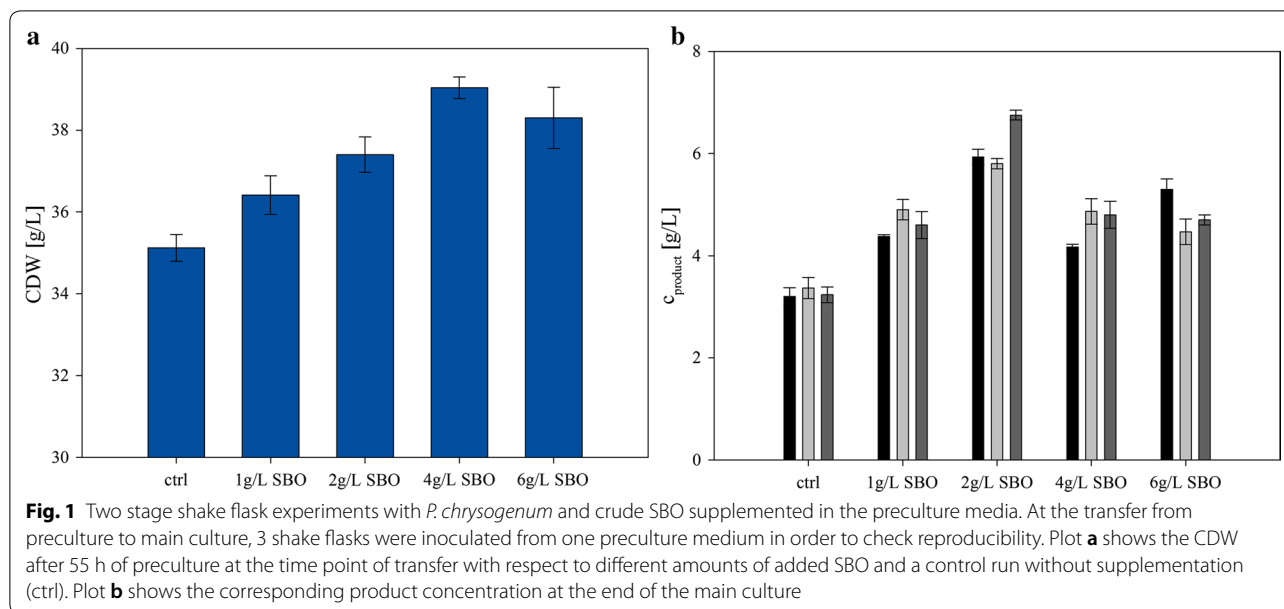 a
40
38
36
34
32
30
CDW [g/L]
ctrl
1g/L SBO
2g/L SBO
4g/L SBO
6g/L SBO
b
8
6
4
2
0
c_product [g/L]
ctrl
1g/L SBO
2g/L SBO
4g/L SBO
6g/L SBO
Fig. 1 Two stage shake flask experiments with P. chrysogenum and crude SBO supplemented in the preculture media. At the transfer from
preculture to main culture, 3 shake flasks were inoculated from one preculture medium in order to check reproducibility. Plot a shows the CDW
after 55 h of preculture at the time point of transfer with respect to different amounts of added SBO and a control run without supplementation
(ctrl). Plot b shows the corresponding product concentration at the end of the main culture